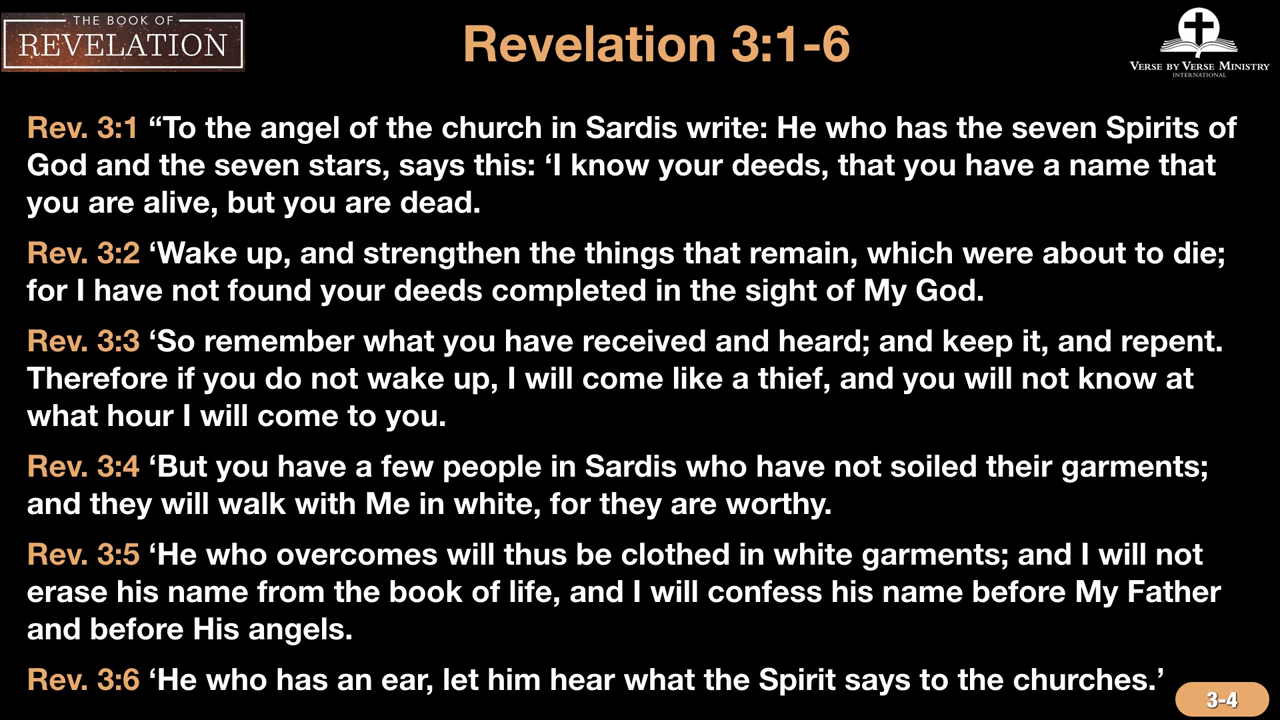 THE BOOK OF
REVELATION
Revelation 3:1-6
VERSE BY VERSE MINISTRY
INTERNATIONAL
Rev. 3:1 “To the angel of the church in Sardis write: He who has the seven Spirits of
God and the seven stars, says this: ‘I know your deeds, that you have a name that
you are alive, but you are dead.
Rev. 3:2 ‘Wake up, and strengthen the things that remain, which were about to die;
for I have not found your deeds completed in the sight of My God.
Rev. 3:3 ‘So remember what you have received and heard; and keep it, and repent.
Therefore if you do not wake up, I will come like a thief, and you will not know at
what hour I will come to you.
Rev. 3:4 ‘But you have a few people in Sardis who have not soiled their garments;
and they will walk with Me in white, for they are worthy.
Rev. 3:5 ‘He who overcomes will thus be clothed in white garments; and I will not
erase his name from the book of life, and I will confess his name before My Father
and before His angels.
Rev. 3:6 ‘He who has an ear, let him hear what the Spirit says to the churches.’
3-4